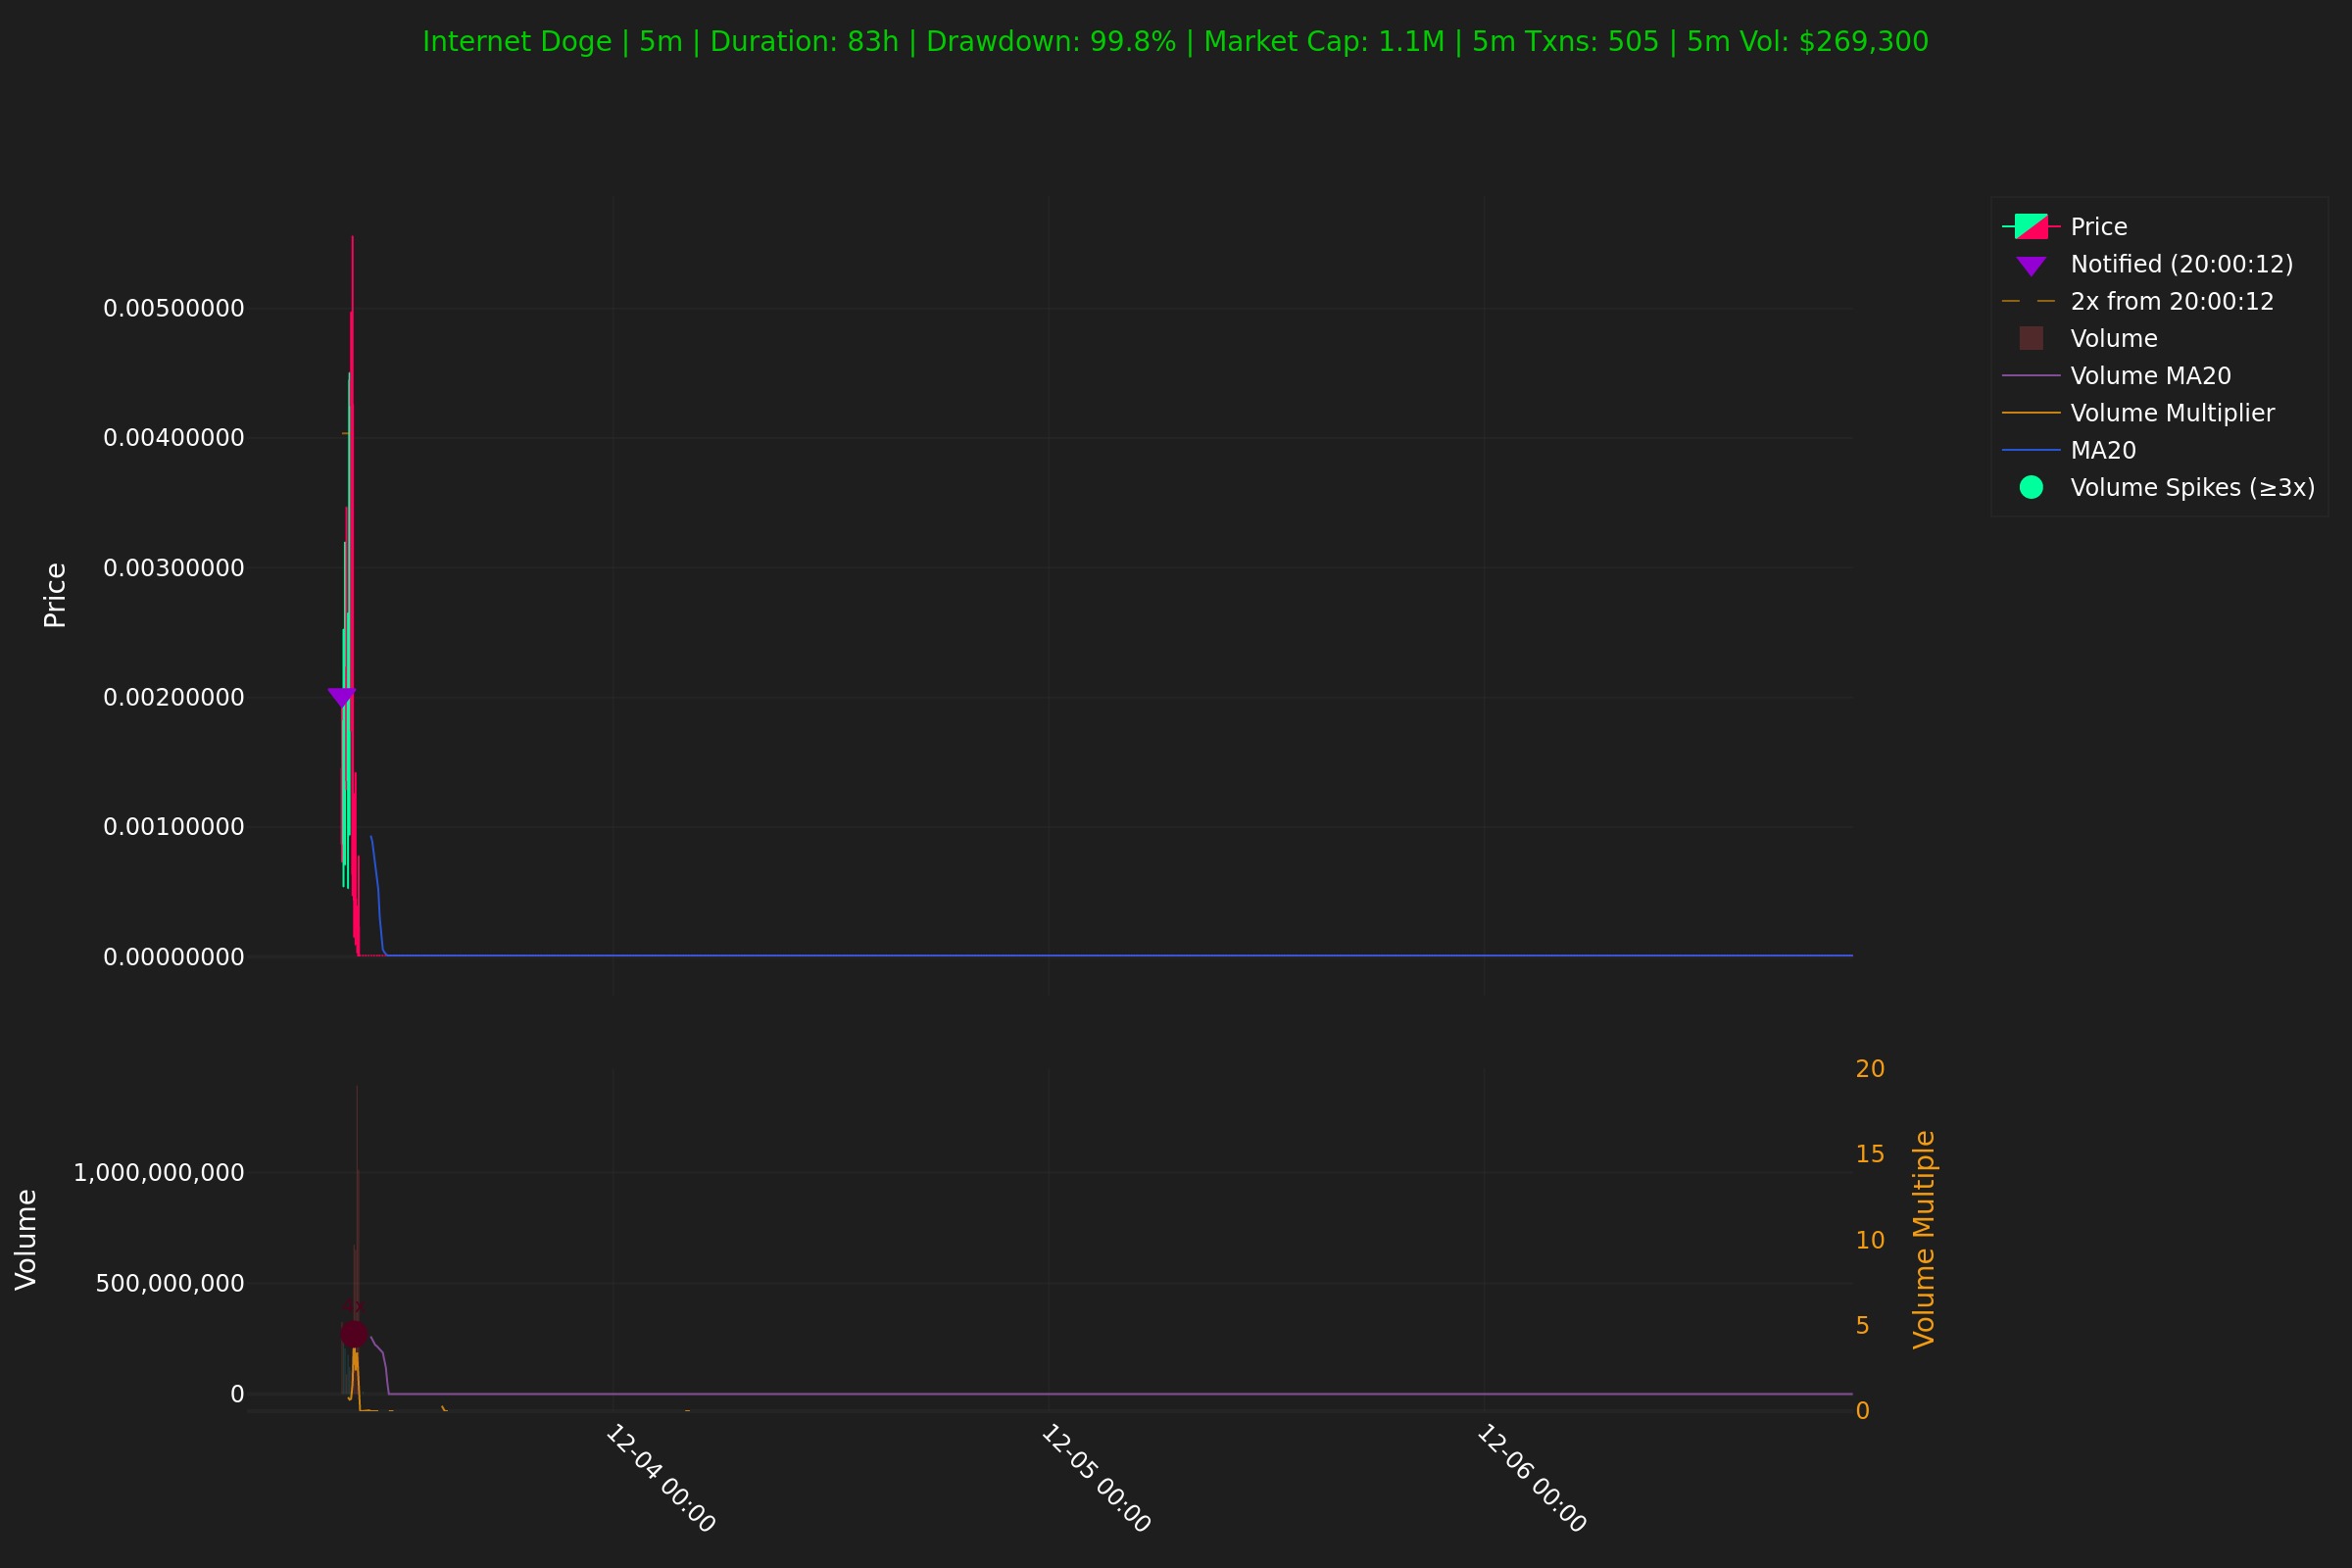 Internet Doge | 5m | Duration: 83h | Drawdown: 99.8% | Market Cap: 1.1M | 5m Txns: 505 | 5m Vol: $269,300
Price
0.00500000
0.00400000
0.00300000
0.00200000
0.00100000
0.00000000
Price
Notified (20:00:12)
2x from 20:00:12
Volume
Volume MA20
Volume Multiplier
MA20
Volume Spikes (≥3x)
Volume
1,000,000,000
500,000,000
0
20
15
10
5
0
Volume Multiple
12-04 00:00
12-05 00:00
12-06 00:00